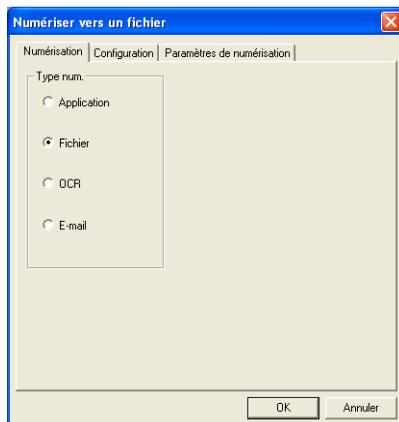 Numériser vers un fichier
Numérisation Configuration Paramètres de numérisation
Type num.
Application
Fichier
OCR
E-mail
OK Annuler